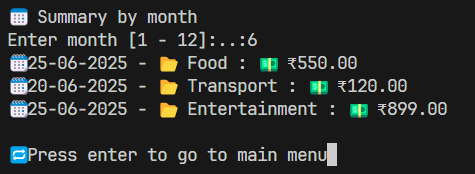 🗓️ Summary by month
Enter month [1 - 12]:..:6
🗓️25-06-2025 - 📂 Food : 💵 ₹550.00
🗓️20-06-2025 - 📂 Transport : 💵 ₹120.00
🗓️25-06-2025 - 📂 Entertainment : 💵 ₹899.00
🔁Press enter to go to main menu